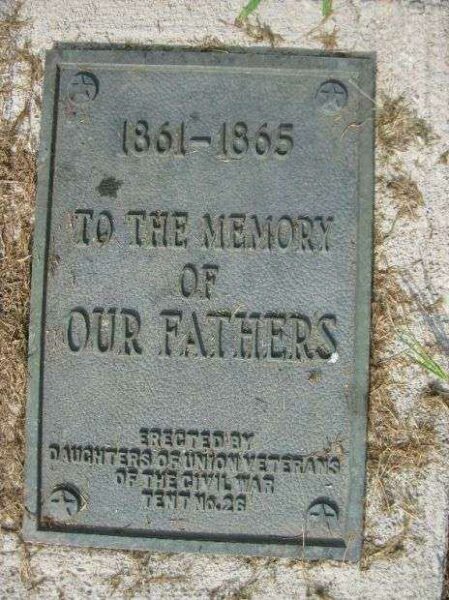 1861-1865
TO THE MEMORY
OF
OUR FATHERS
ERECTED BY
DAUGHTERS OF UNION VETERANS
OF THE CIVIL WAR
TENT No. 26